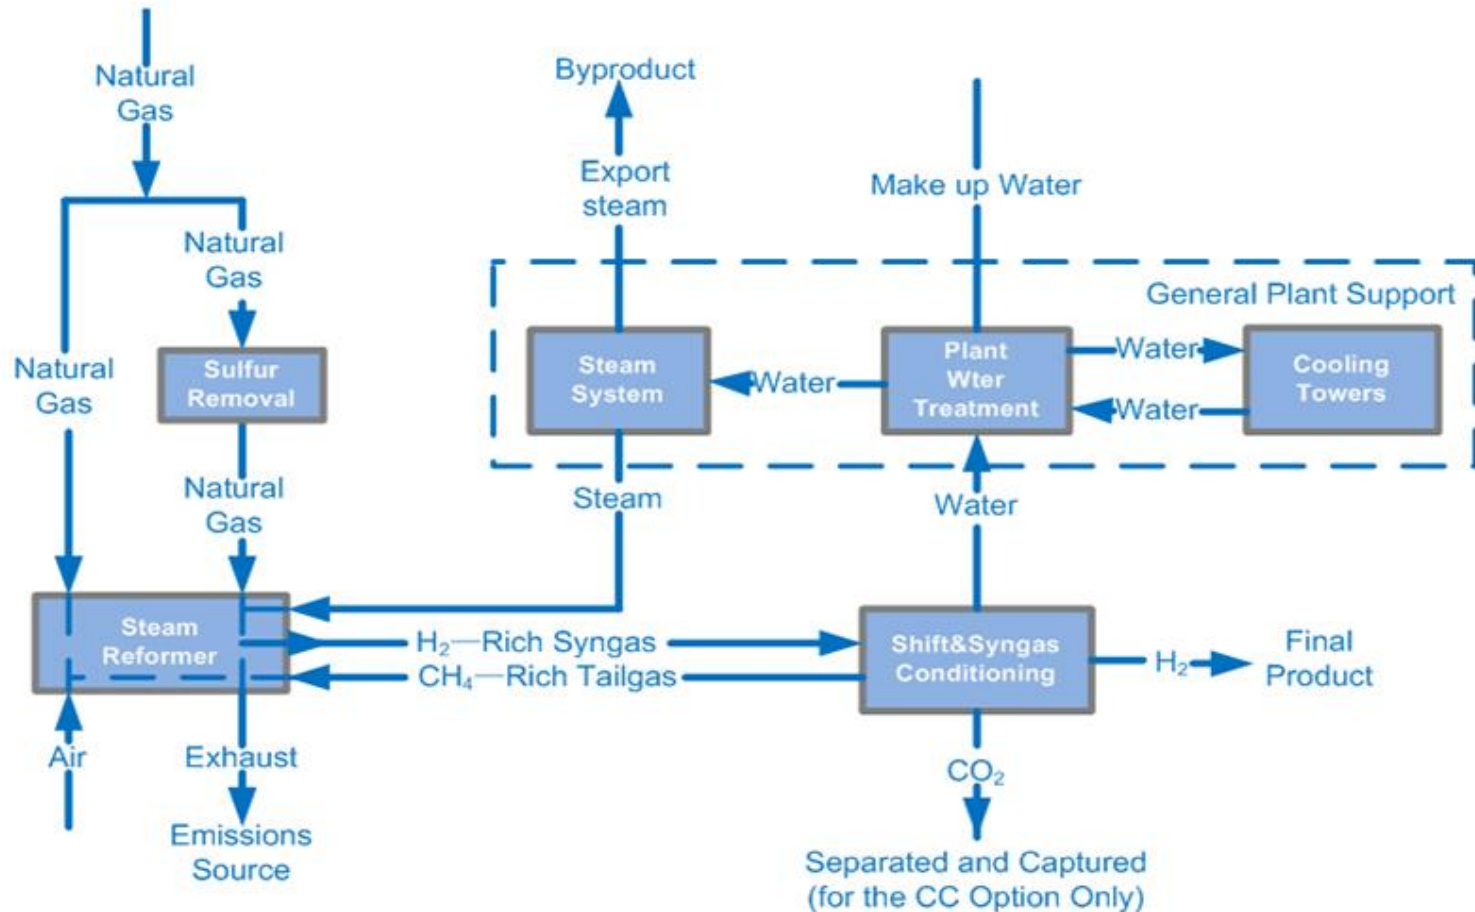 Natural
Gas
Byproduct
Export
steam
Make up Water
Natural
Gas
General Plant Support
Natural
Gas
Sulfur
Removal
Steam
System
Water
Plant
Wter
Treatment
Water
Water
Cooling
Towers
Natural
Gas
Steam
Water
Steam
Reformer
H₂—Rich Syngas
CH₄—Rich Tailgas
Shift&Syngas
Conditioning
H₂
Final
Product
Air
Exhaust
CO₂
Emissions
Source
Separated and Captured
(for the CC Option Only)